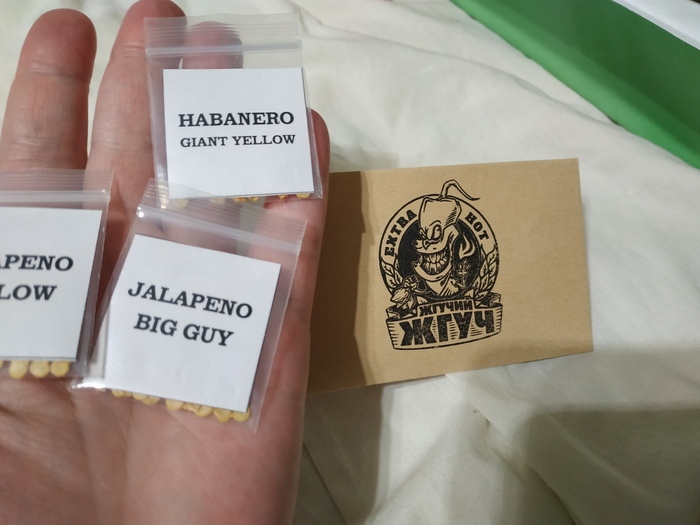 HABANERO
GIANT YELLOW
APENO
LOW
JALAPENO
BIG GUY
EXTRA HOT
ЖГУЧИЙ
ЖГУЧ